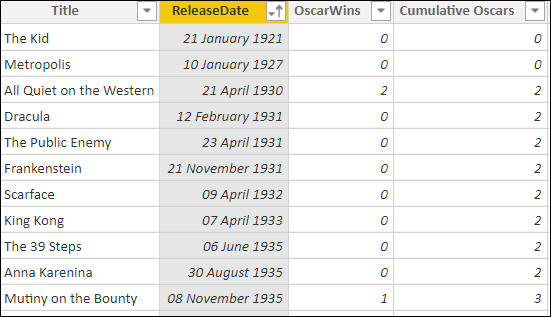 Title ReleaseDate OscarWins Cumulative Oscars
The Kid 21 January 1921 0 0
Metropolis 10 January 1927 0 0
All Quiet on the Western 21 April 1930 2 2
Dracula 12 February 1931 0 2
The Public Enemy 23 April 1931 0 2
Frankenstein 21 November 1931 0 2
Scarface 09 April 1932 0 2
King Kong 07 April 1933 0 2
The 39 Steps 06 June 1935 0 2
Anna Karenina 30 August 1935 0 2
Mutiny on the Bounty 08 November 1935 1 3